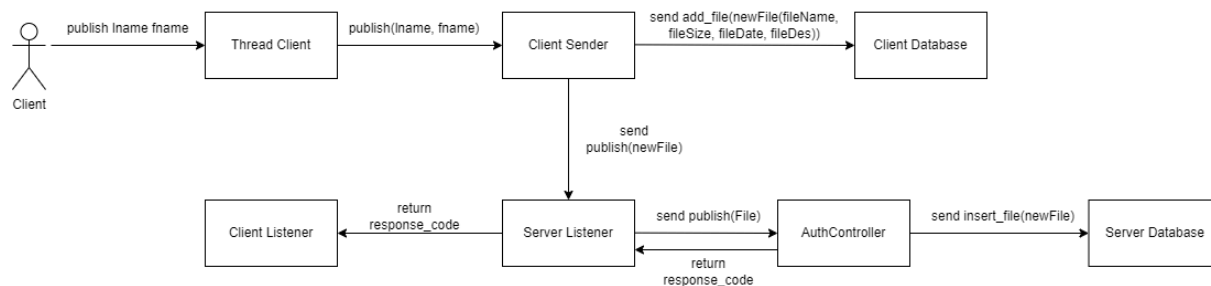 publish lname fname
Thread Client
publish(lname, fname)
Client Sender
send add_file(newFile(fileName,
fileSize, fileDate, fileDes))
Client Database
Client
send
publish(newFile)
Client Listener
return
response_code
Server Listener
send publish(File)
return
response_code
AuthController
send insert_file(newFile)
Server Database